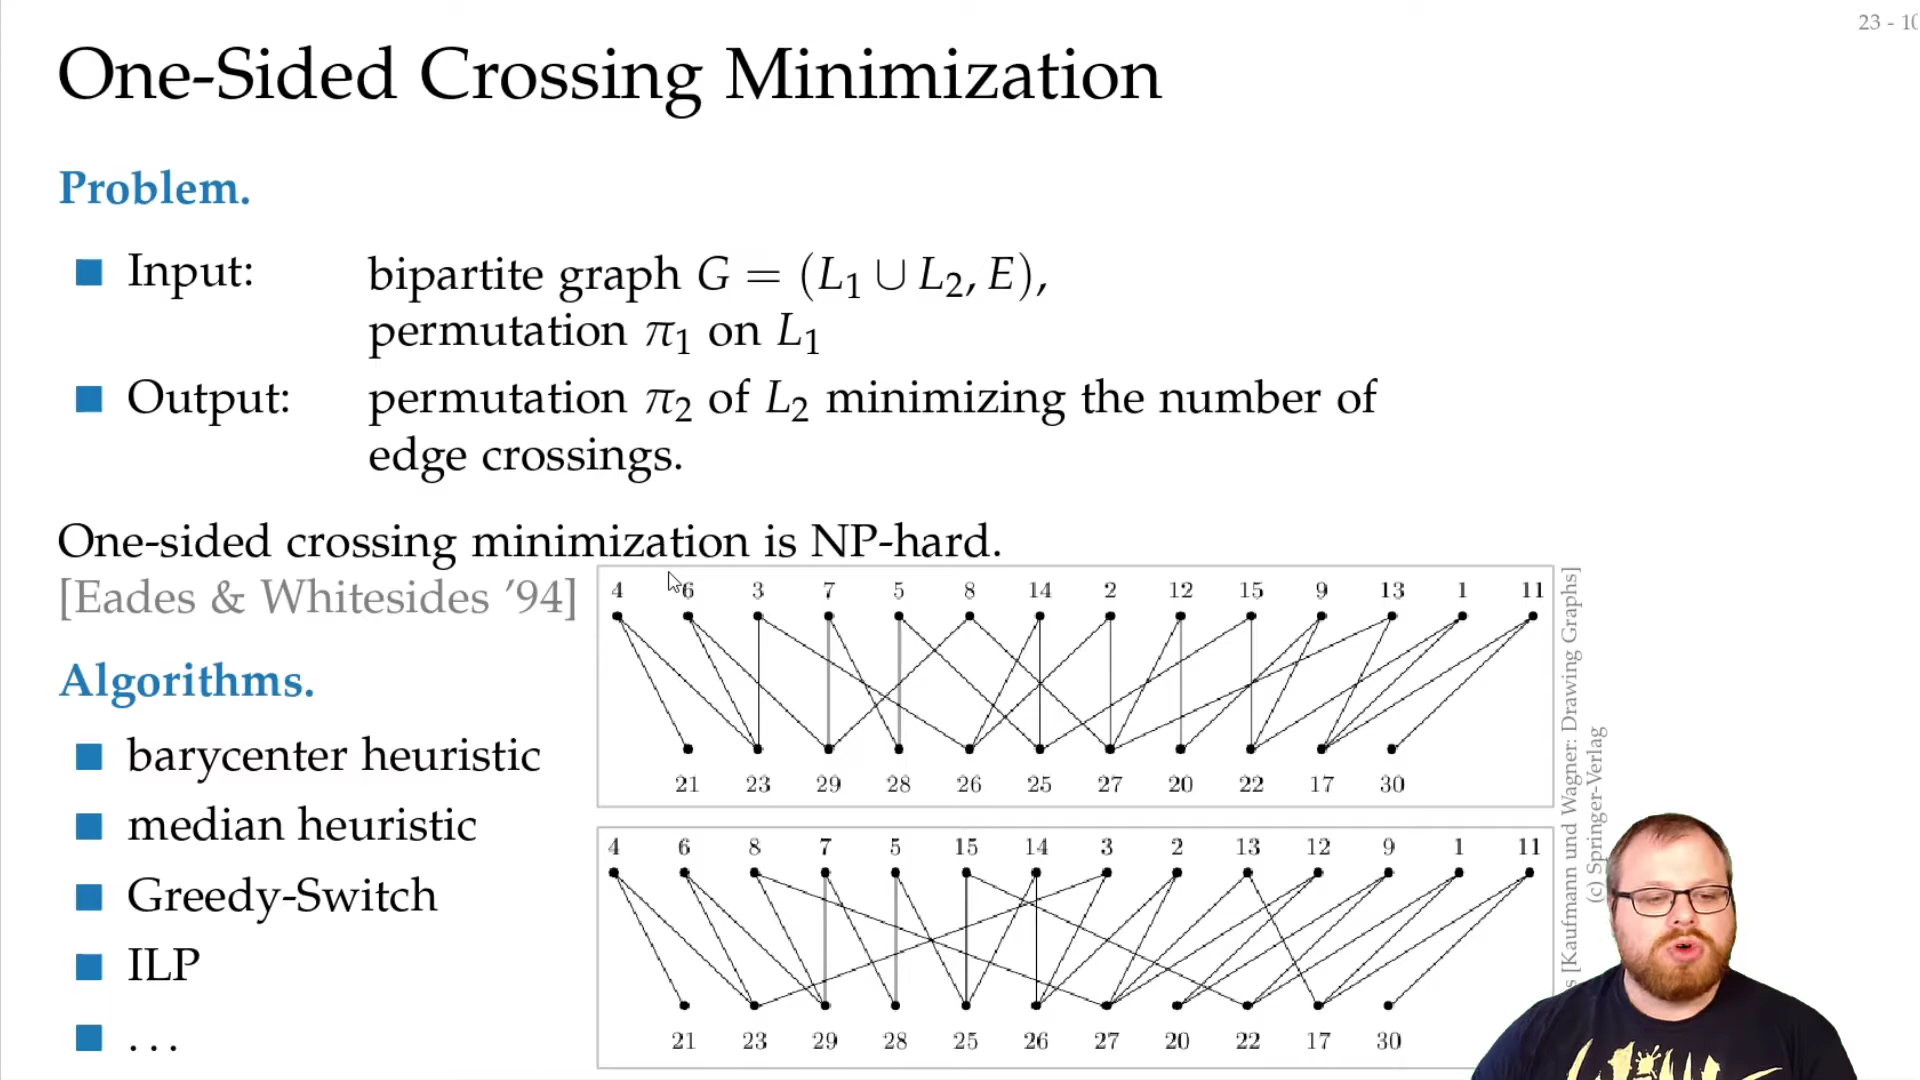 23 - 10
One-Sided Crossing Minimization
Problem.
Input: bipartite graph G = (L₁ ∪ L₂, E),
permutation π₁ on L₁
Output: permutation π₂ of L₂ minimizing the number of
edge crossings.
One-sided crossing minimization is NP-hard.
[Eades & Whitesides ’94]
Algorithms.
barycenter heuristic
median heuristic
Greedy-Switch
ILP
. . .
4 6 3 7 5 8 14 2 12 15 9 13 1 11
21 23 29 28 26 25 27 20 22 17 30
4 6 8 7 5 15 14 3 2 13 12 9 1 11
21 23 29 28 25 26 27 20 22 17 30
[Kaufmann und Wagner: Drawing Graphs]
(c) Springer-Verlag